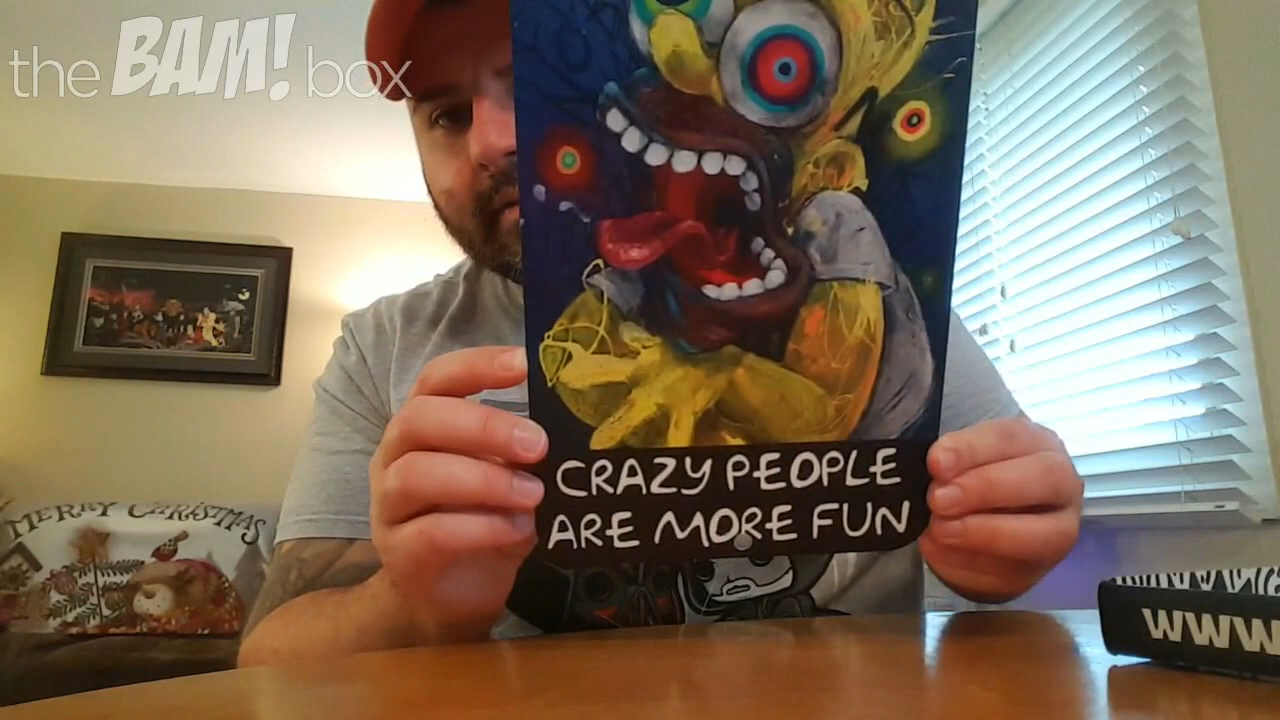 the BAM! box
CRAZY PEOPLE
ARE MORE FUN
MERRY CHRISTMAS
WWW